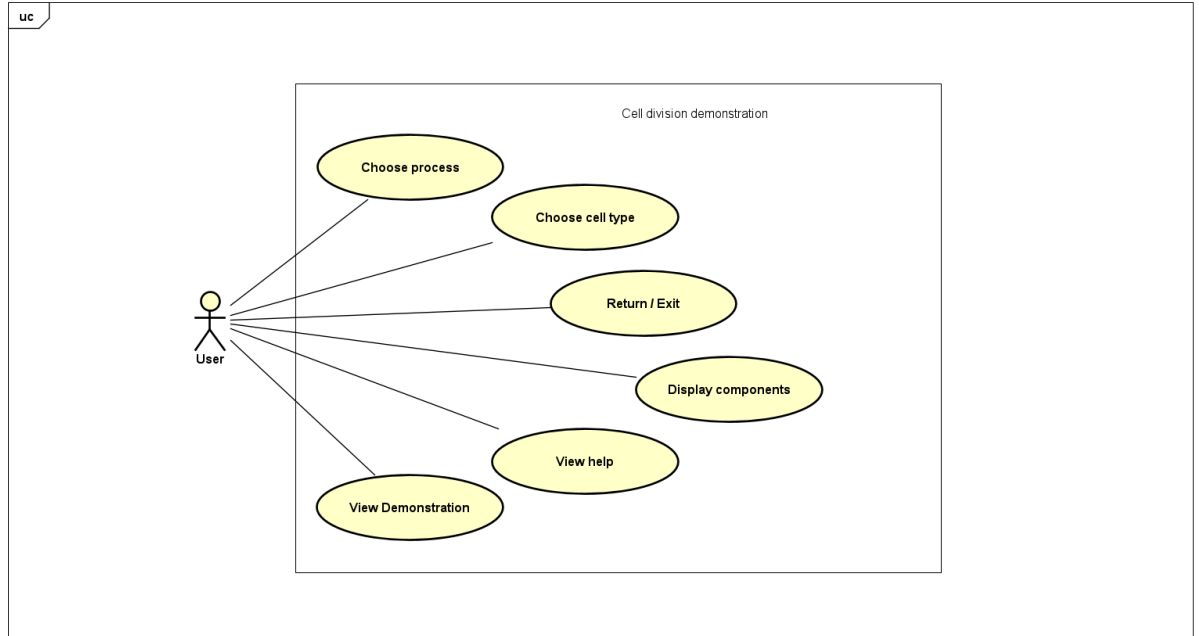 uc
Cell division demonstration
Choose process
Choose cell type
Return / Exit
User
Display components
View help
View Demonstration